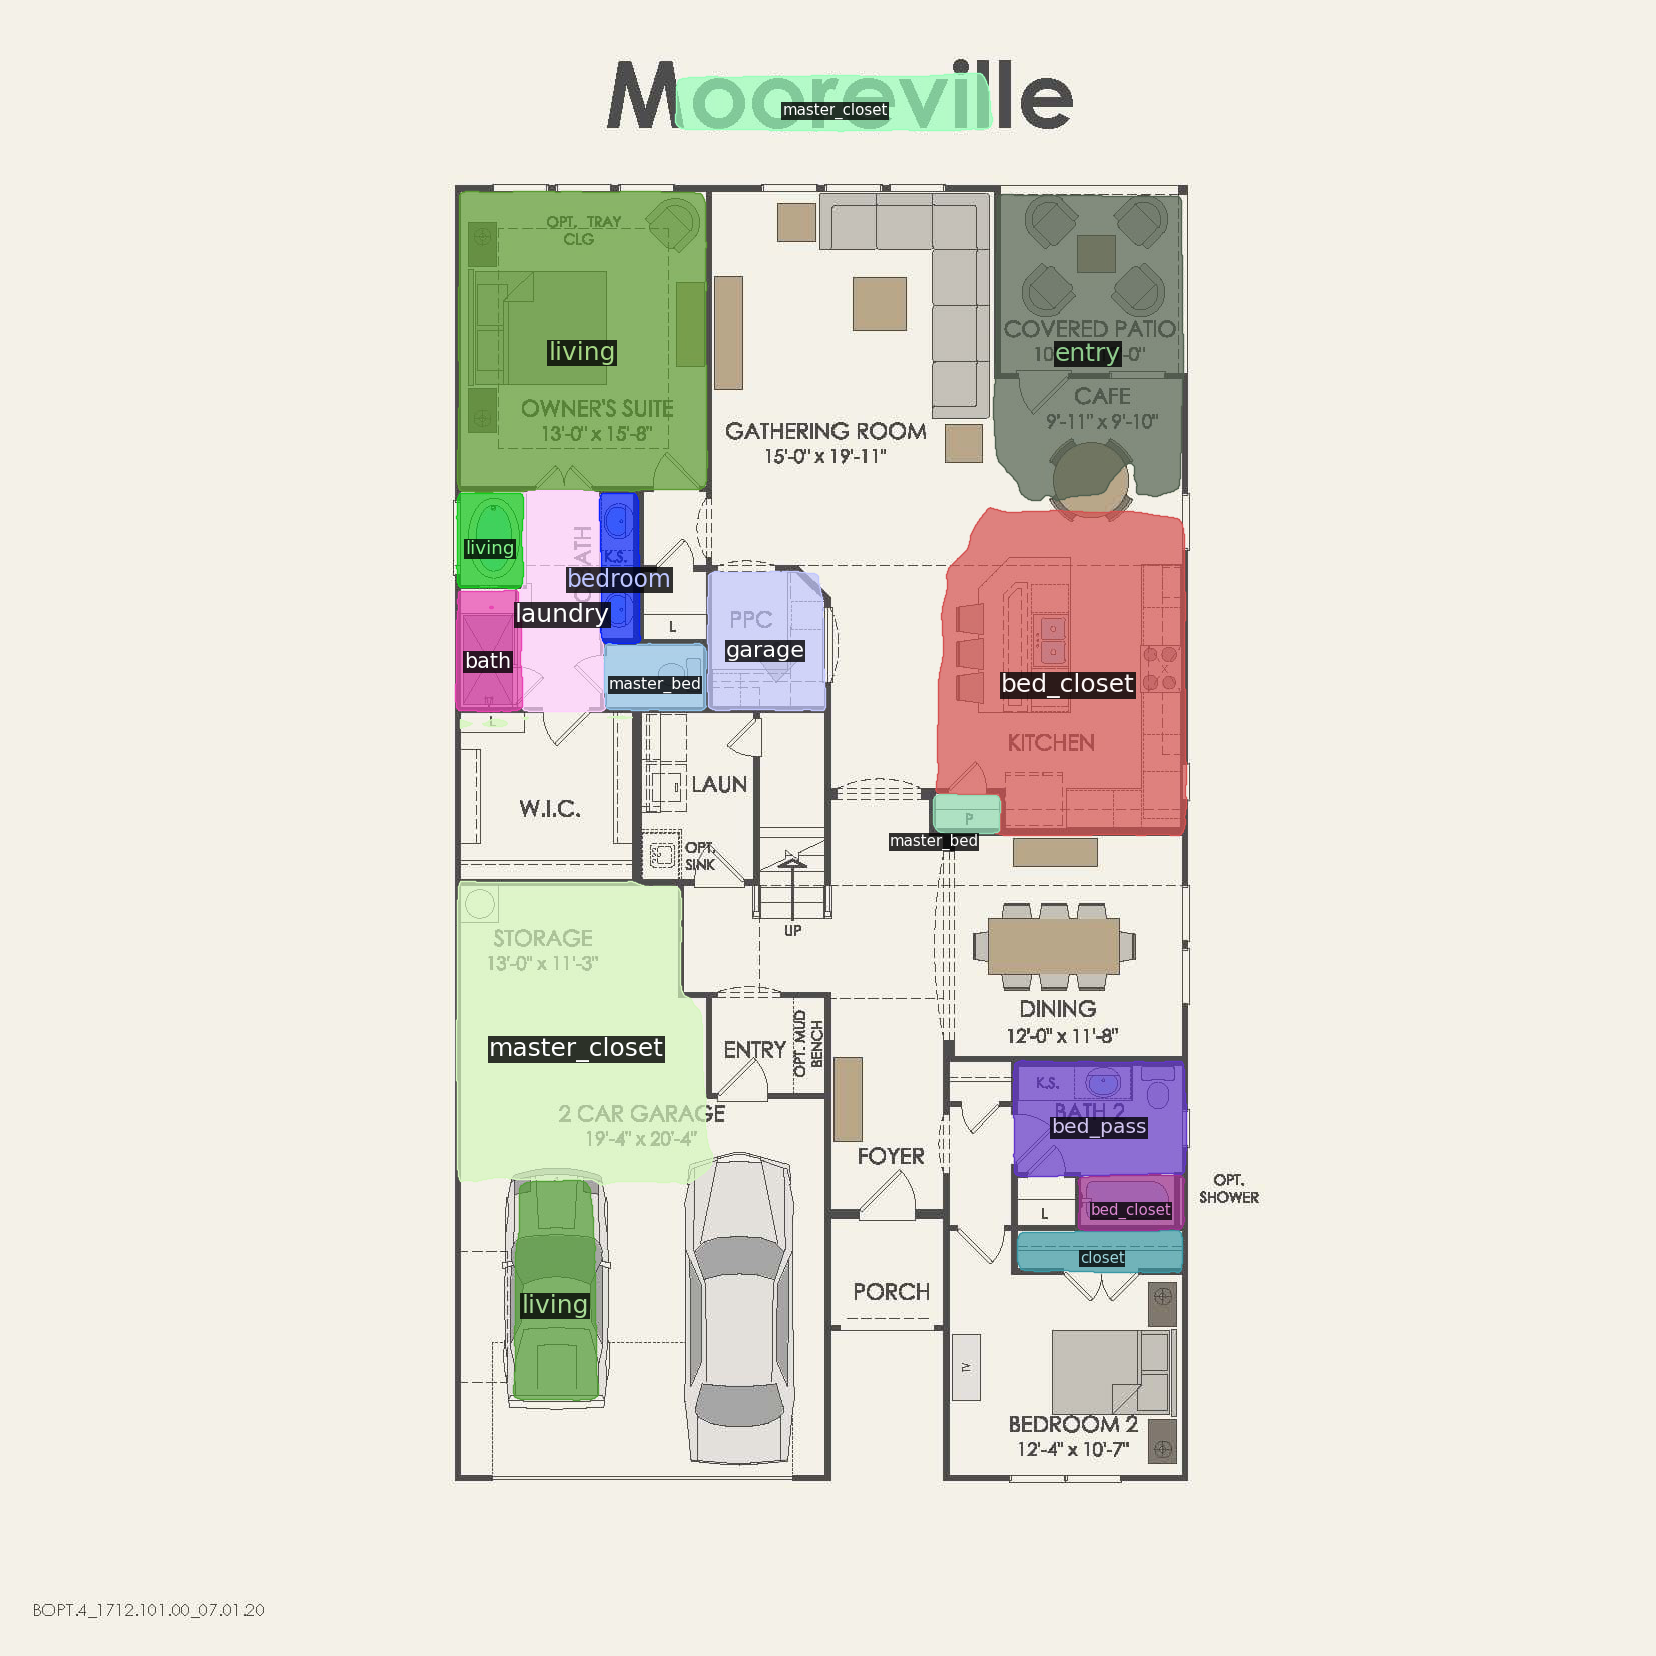 Mooreville
master_closet
OPT. TRAY
CLG
living
OWNER'S SUITE
13'-0" x 15'-8"
GATHERING ROOM
15'-0" x 19'-11"
COVERED PATIO
entry
CAFE
9'-11" x 9'-10"
living
K.S.
bedroom
laundry
bath
L
master_bed
PPC
garage
bed_closet
KITCHEN
P
master_bed
L
W.I.C.
LAUN
OPT.
SINK
UP
STORAGE
13'-0" x 11'-3"
master_closet
ENTRY
OPT. MUD
BENCH
2 CAR GARAGE
19'-4" x 20'-4"
DINING
12'-0" x 11'-8"
K.S.
BATH 2
bed_pass
FOYER
OPT.
SHOWER
L
bed_closet
closet
living
PORCH
TV
BEDROOM 2
12'-4" x 10'-7"
BOPT.4_1712.101.00_07.01.20